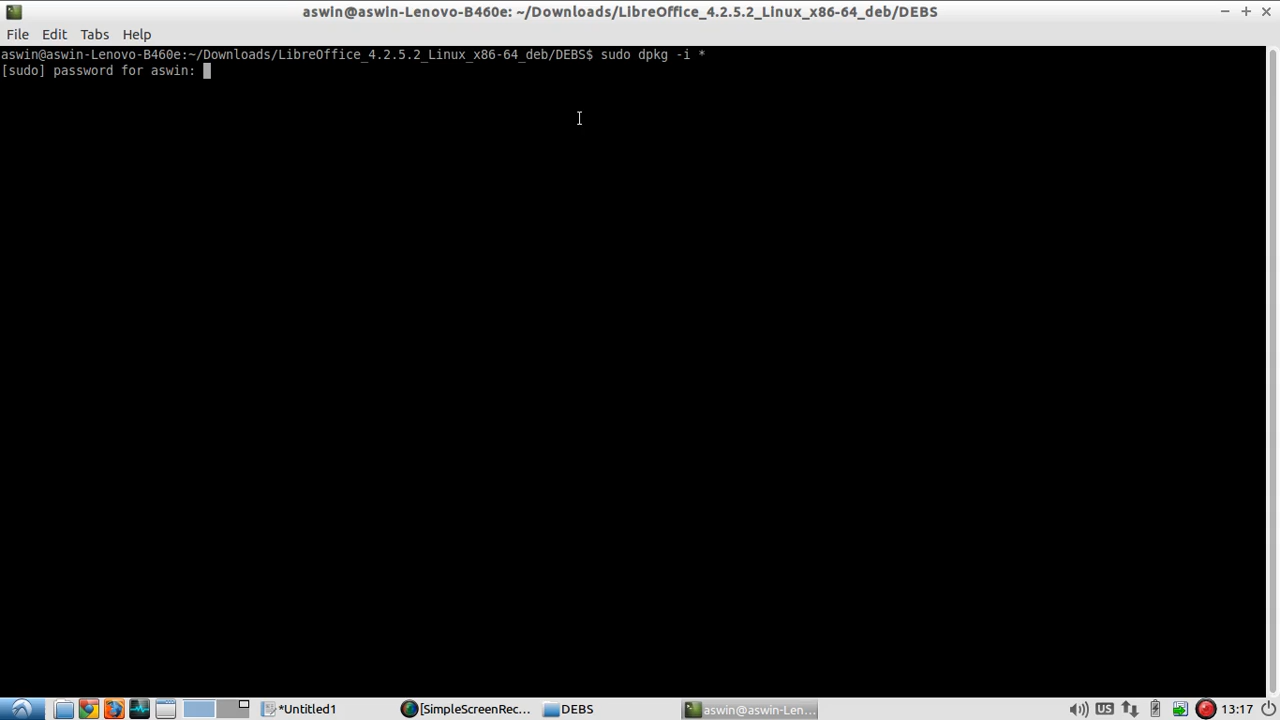 aswin@aswin-Lenovo-B460e: ~/Downloads/LibreOffice_4.2.5.2_Linux_x86-64_deb/DEBS
File Edit Tabs Help
aswin@aswin-Lenovo-B460e:~/Downloads/LibreOffice_4.2.5.2_Linux_x86-64_deb/DEBS$ sudo dpkg -i *
[sudo] password for aswin:
*Untitled1 [SimpleScreenRec... DEBS aswin@aswin-Len... US 13:17